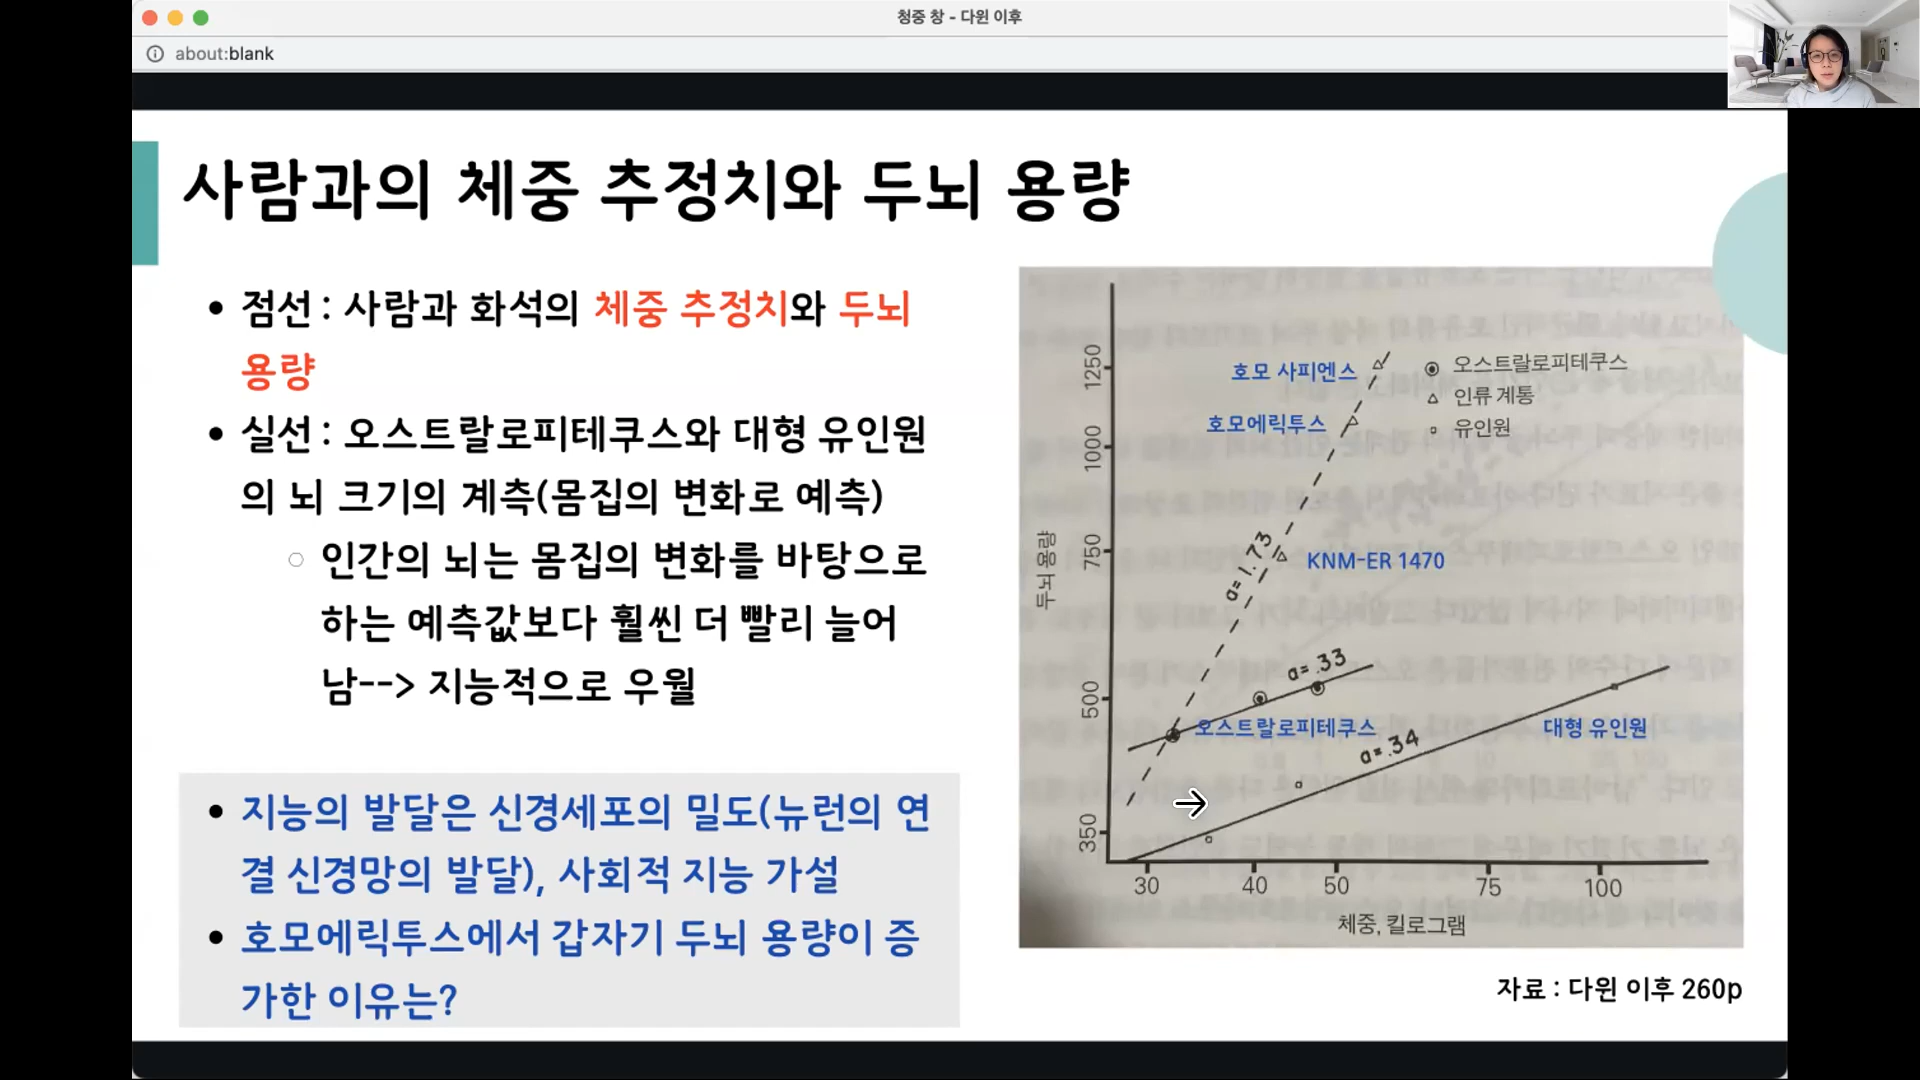 청중 창 - 다윈 이후
about:blank
사람과의 체중 추정치와 두뇌 용량
• 점선 : 사람과 화석의 체중 추정치와 두뇌
용량
• 실선 : 오스트랄로피테쿠스와 대형 유인원
의 뇌 크기의 계측(몸집의 변화로 예측)
○ 인간의 뇌는 몸집의 변화를 바탕으로
하는 예측값보다 훨씬 더 빨리 늘어
남--> 지능적으로 우월
• 지능의 발달은 신경세포의 밀도(뉴런의 연
결 신경망의 발달), 사회적 지능 가설
• 호모에릭투스에서 갑자기 두뇌 용량이 증
가한 이유는?
두뇌 용량
1250
1000
750
500
350
호모 사피엔스
호모에릭투스
오스트랄로피테쿠스
인류 계통
유인원
a=1.73
KNM-ER 1470
a=.33
오스트랄로피테쿠스
대형 유인원
a=.34
30 40 50 75 100
체중, 킬로그램
자료 : 다윈 이후 260p